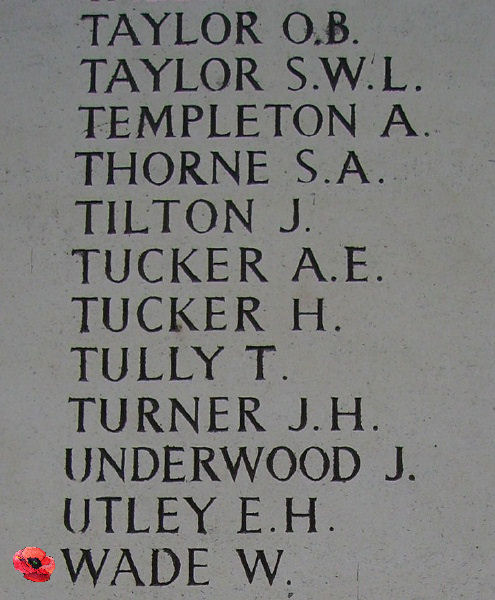 TAYLOR O.B.
TAYLOR S.W.L.
TEMPLETON A.
THORNE S.A.
TILTON J.
TUCKER A.E.
TUCKER H.
TULLY T.
TURNER J.H.
UNDERWOOD J.
UTLEY E.H.
WADE W.